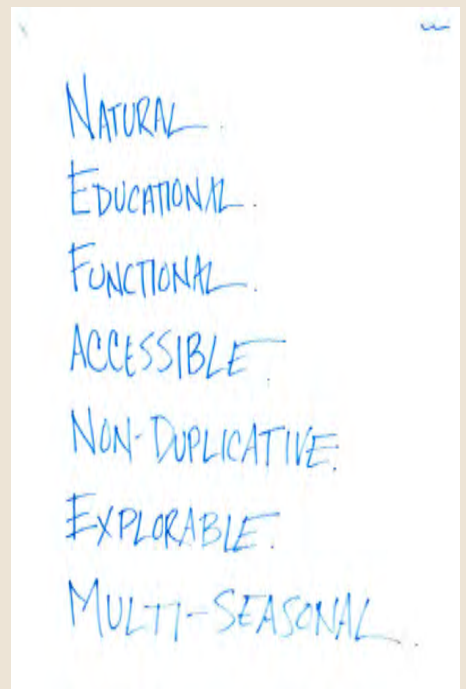 NATURAL.
EDUCATIONAL.
FUNCTIONAL.
ACCESSIBLE.
NON-DUPLICATIVE.
EXPLORABLE.
MULTI-SEASONAL.